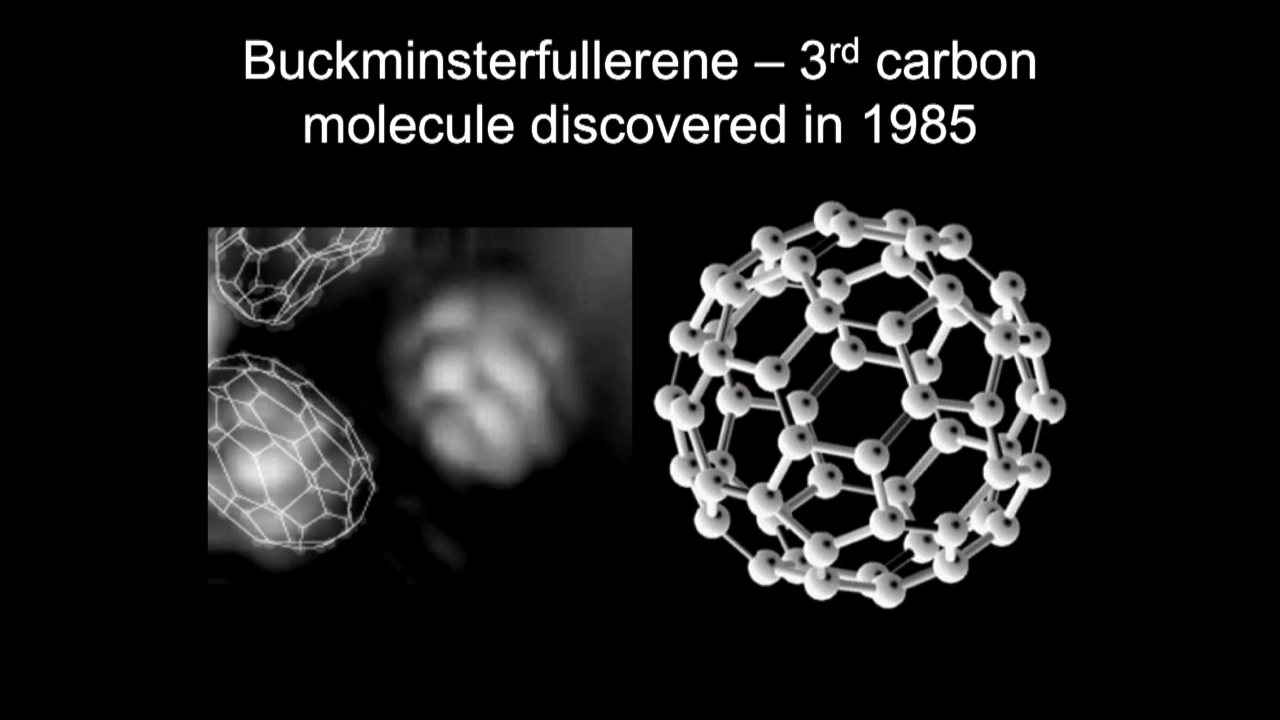 Buckminsterfullerene – 3rd carbon
molecule discovered in 1985